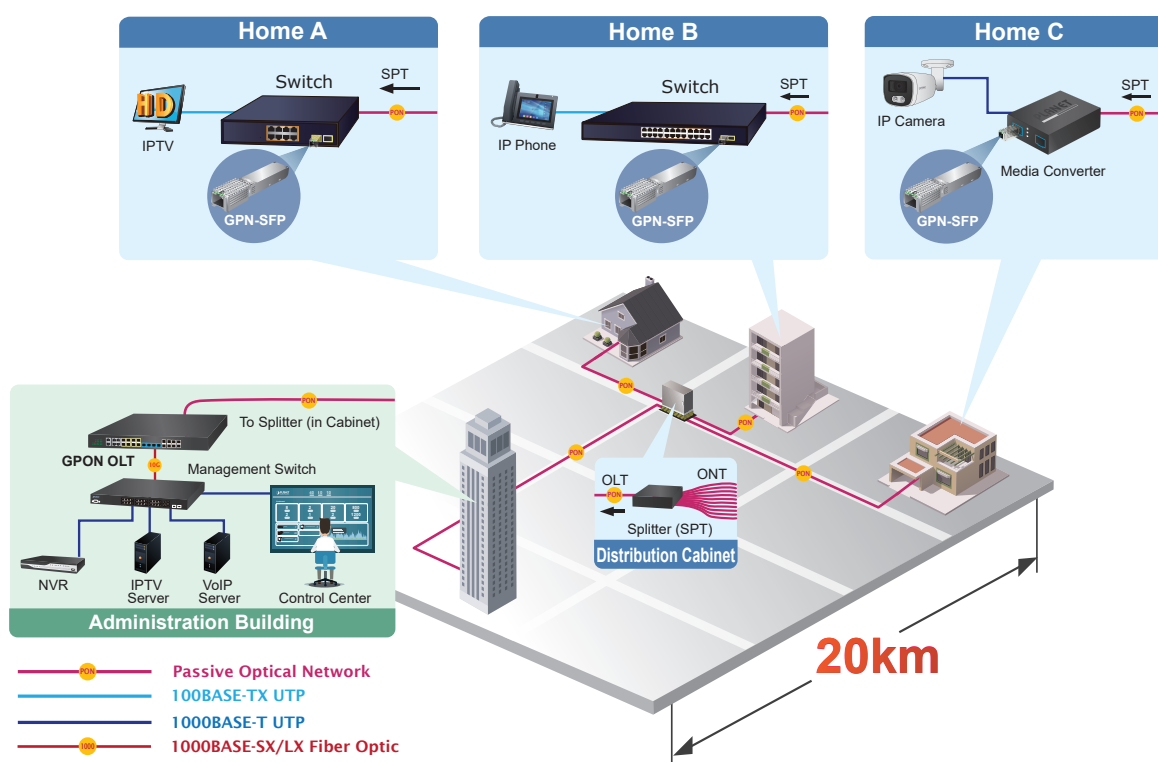 Home A
Switch
SPT
PON
HD
IPTV
GPN-SFP
Home B
Switch
SPT
PON
IP Phone
GPN-SFP
Home C
SPT
PON
IP Camera
Media Converter
GPN-SFP
PON
To Splitter (in Cabinet)
GPON OLT
10G
Management Switch
NVR
IPTV
Server
VoIP
Server
Control Center
Administration Building
PON
PON
PON
PON
OLT
ONT
PON
Splitter (SPT)
Distribution Cabinet
20km
PON
Passive Optical Network
100BASE-TX UTP
1000BASE-T UTP
1000
1000BASE-SX/LX Fiber Optic